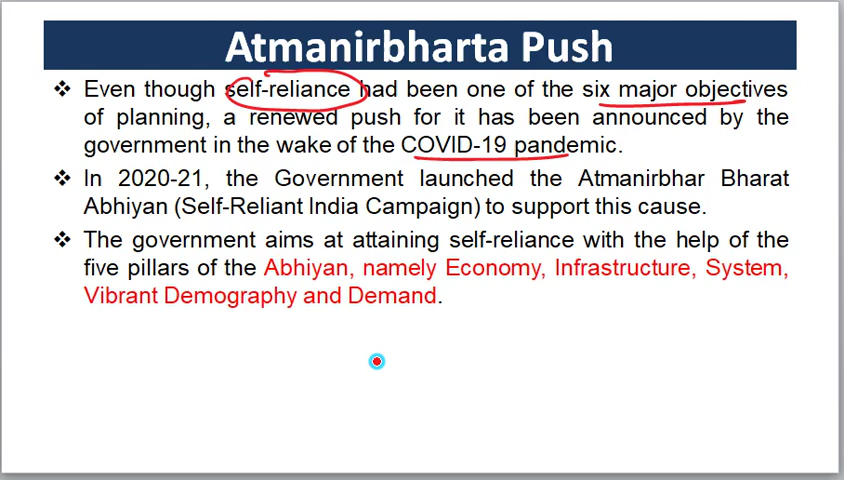 Atmanirbharta Push
❖ Even though self-reliance had been one of the six major objectives
of planning, a renewed push for it has been announced by the
government in the wake of the COVID-19 pandemic.
❖ In 2020-21, the Government launched the Atmanirbhar Bharat
Abhiyan (Self-Reliant India Campaign) to support this cause.
❖ The government aims at attaining self-reliance with the help of the
five pillars of the Abhiyan, namely Economy, Infrastructure, System,
Vibrant Demography and Demand.